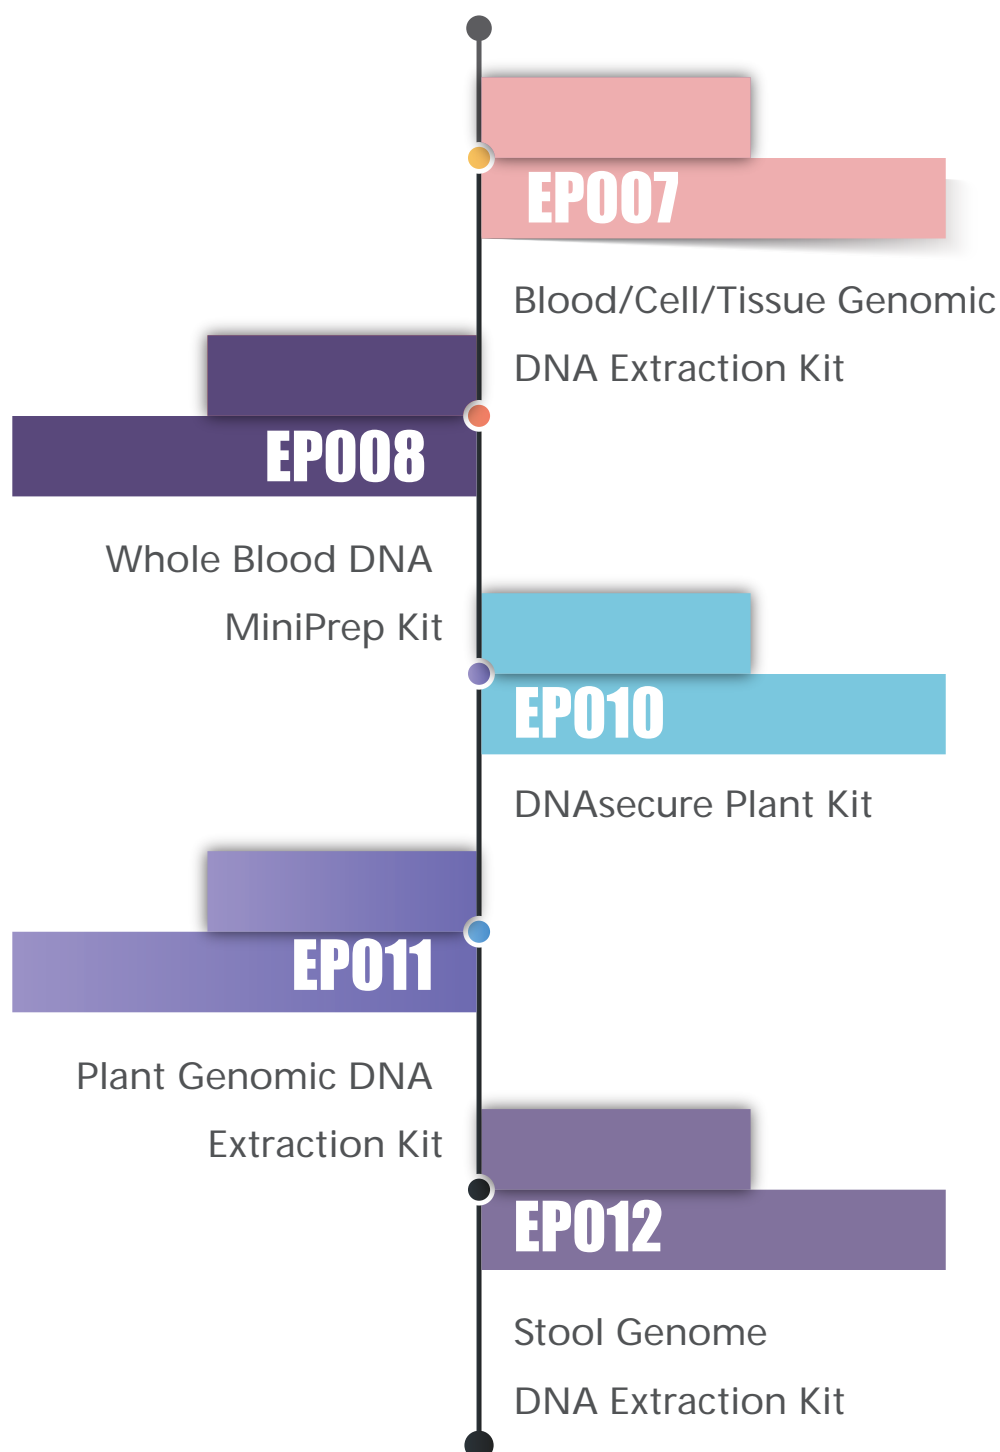 EP007
Blood/Cell/Tissue Genomic
DNA Extraction Kit
EP008
Whole Blood DNA
MiniPrep Kit
EP010
DNAsecure Plant Kit
EP011
Plant Genomic DNA
Extraction Kit
EP012
Stool Genome
DNA Extraction Kit